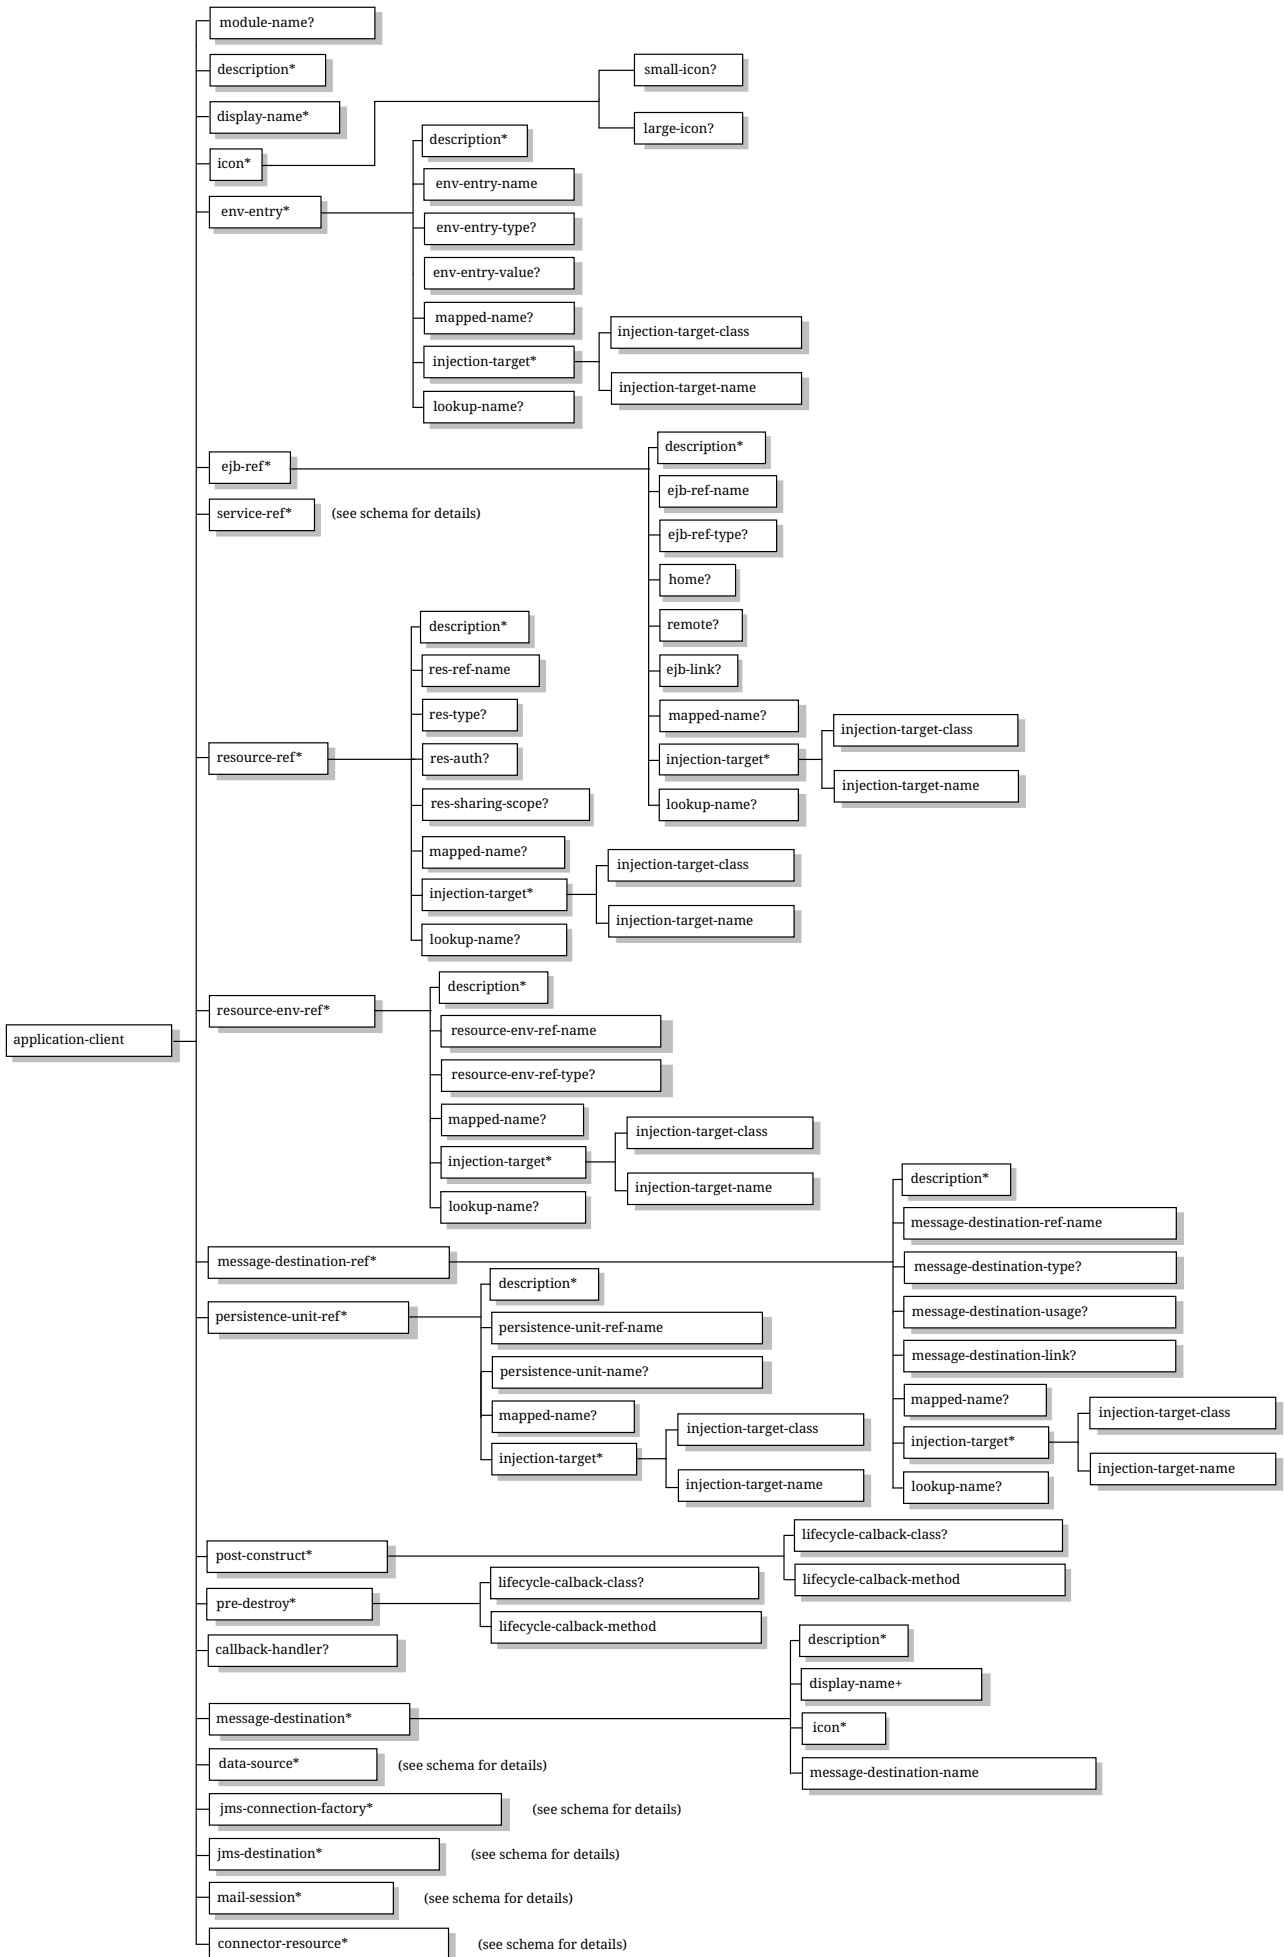 module-name?
description*
display-name*
icon*
small-icon?
large-icon?
env-entry*
description*
env-entry-name
env-entry-type?
env-entry-value?
mapped-name?
injection-target*
injection-target-class
injection-target-name
lookup-name?
ejb-ref*
description*
ejb-ref-name
ejb-ref-type?
home?
remote?
ejb-link?
mapped-name?
injection-target*
injection-target-class
injection-target-name
lookup-name?
service-ref* (see schema for details)
resource-ref*
description*
res-ref-name
res-type?
res-auth?
res-sharing-scope?
mapped-name?
injection-target*
injection-target-class
injection-target-name
lookup-name?
application-client
resource-env-ref*
description*
resource-env-ref-name
resource-env-ref-type?
mapped-name?
injection-target*
injection-target-class
injection-target-name
lookup-name?
message-destination-ref*
description*
message-destination-ref-name
message-destination-type?
message-destination-usage?
message-destination-link?
mapped-name?
injection-target*
injection-target-class
injection-target-name
lookup-name?
persistence-unit-ref*
description*
persistence-unit-ref-name
persistence-unit-name?
mapped-name?
injection-target*
injection-target-class
injection-target-name
post-construct*
lifecycle-calback-class?
lifecycle-calback-method
pre-destroy*
lifecycle-calback-class?
lifecycle-calback-method
callback-handler?
message-destination*
description*
display-name+
icon*
message-destination-name
data-source* (see schema for details)
jms-connection-factory* (see schema for details)
jms-destination* (see schema for details)
mail-session* (see schema for details)
connector-resource* (see schema for details)